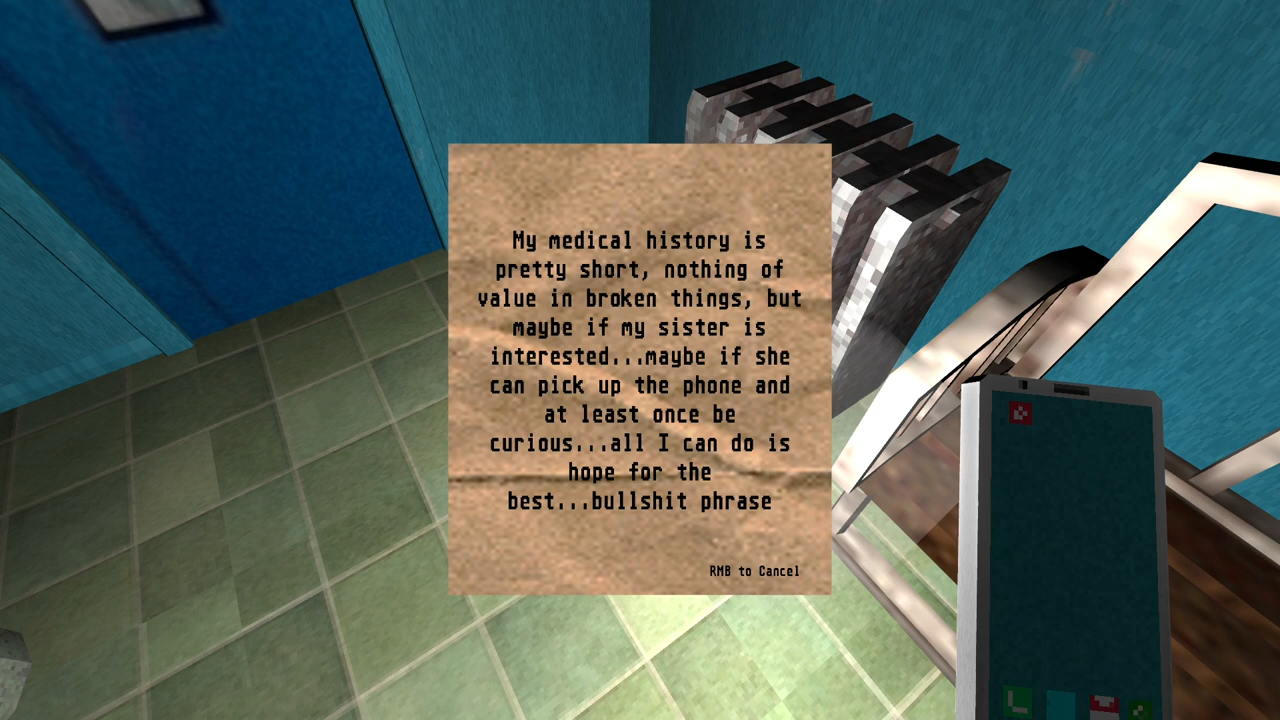 My medical history is
pretty short, nothing of
value in broken things, but
maybe if my sister is
interested...maybe if she
can pick up the phone and
at least once be
curious...all I can do is
hope for the
best...bullshit phrase
RMB to Cancel